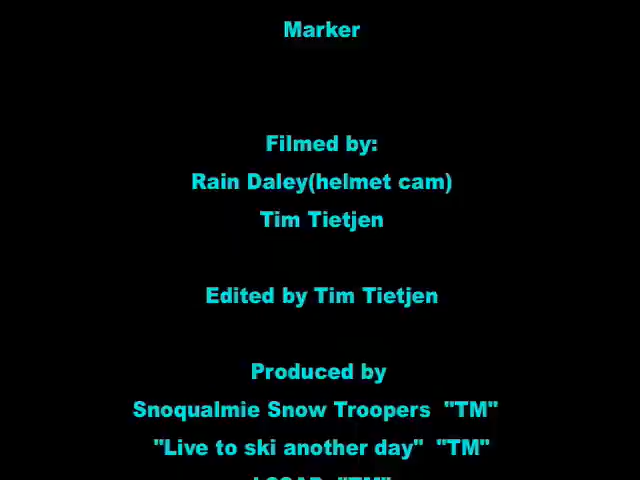 Marker
Filmed by:
Rain Daley(helmet cam)
Tim Tietjen
Edited by Tim Tietjen
Produced by
Snoqualmie Snow Troopers "TM"
"Live to ski another day" "TM"
"TM"